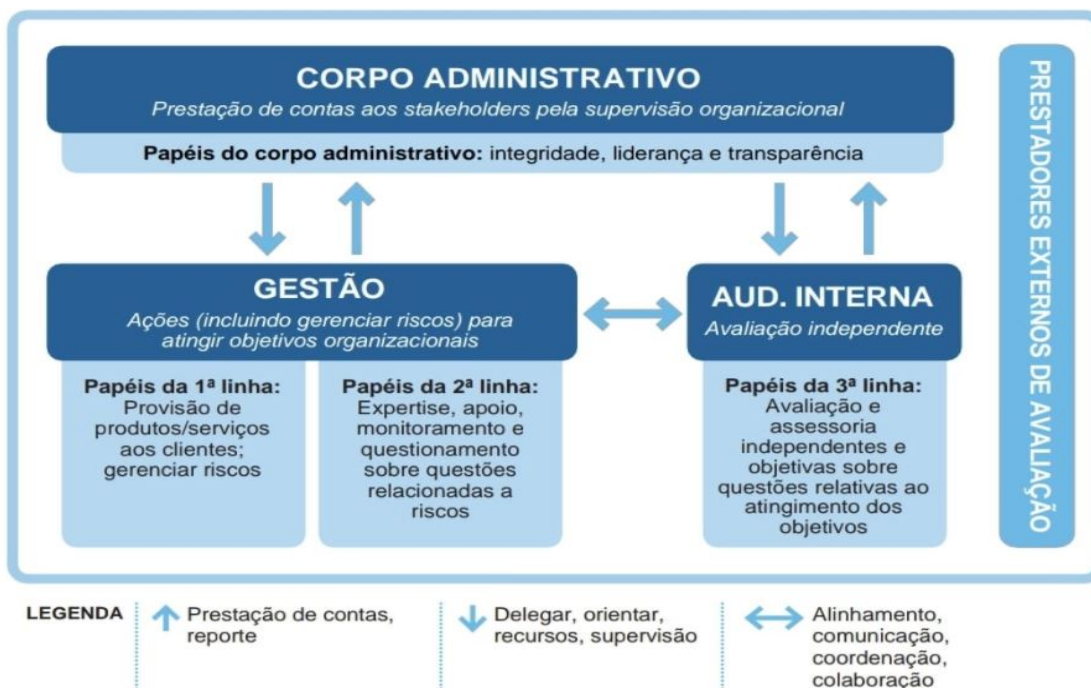 CORPO ADMINISTRATIVO
Prestação de contas aos stakeholders pela supervisão organizacional
Papéis do corpo administrativo: integridade, liderança e transparência
GESTÃO
Ações (incluindo gerenciar riscos) para
atingir objetivos organizacionais
Papéis da 1ª linha:
Provisão de
produtos/serviços
aos clientes;
gerenciar riscos
Papéis da 2ª linha:
Expertise, apoio,
monitoramento e
questionamento
sobre questões
relacionadas a
riscos
AUD. INTERNA
Avaliação independente
Papéis da 3ª linha:
Avaliação e
assessoria
independentes e
objetivas sobre
questões relativas ao
atingimento dos
objetivos
PRESTADORES EXTERNOS DE AVALIAÇÃO
LEGENDA
Prestação de contas,
reporte
Delegar, orientar,
recursos, supervisão
Alinhamento,
comunicação,
coordenação,
colaboração